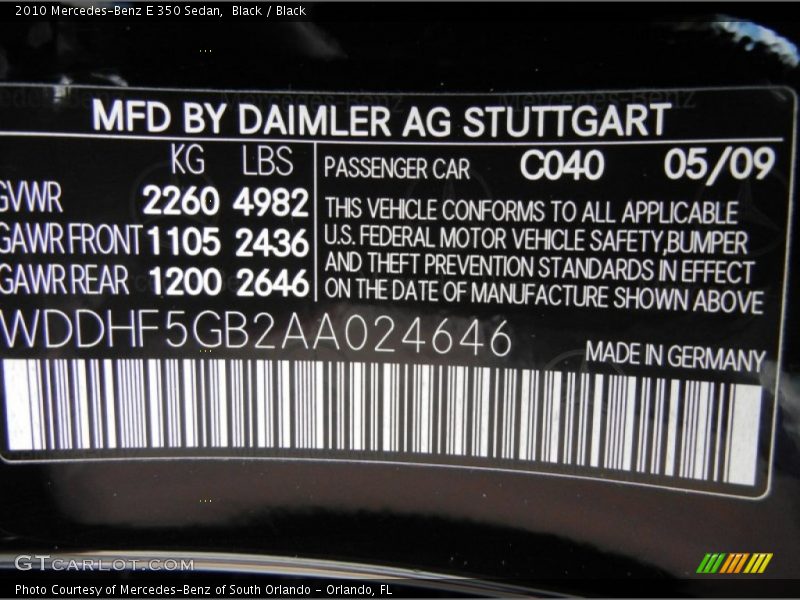 2010 Mercedes-Benz E 350 Sedan, Black / Black
MFD BY DAIMLER AG STUTTGART
KG LBS
GVWR 2260 4982
GAWR FRONT 1105 2436
GAWR REAR 1200 2646
PASSENGER CAR C040 05/09
THIS VEHICLE CONFORMS TO ALL APPLICABLE
U.S. FEDERAL MOTOR VEHICLE SAFETY,BUMPER
AND THEFT PREVENTION STANDARDS IN EFFECT
ON THE DATE OF MANUFACTURE SHOWN ABOVE
WDDHF5GB2AA024646
MADE IN GERMANY
GTCARLOT.COM
Photo Courtesy of Mercedes-Benz of South Orlando - Orlando, FL